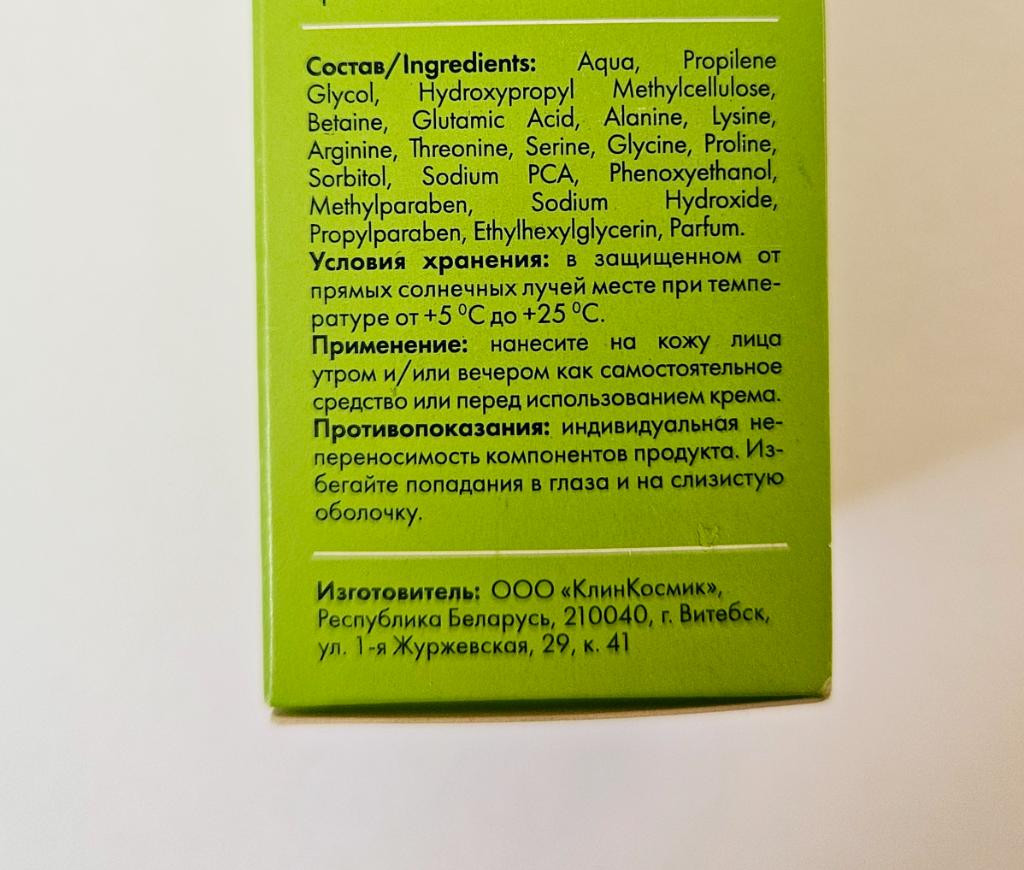 Состав/Ingredients: Aqua, Propilene
Glycol, Hydroxypropyl Methylcellulose,
Betaine, Glutamic Acid, Alanine, Lysine,
Arginine, Threonine, Serine, Glycine, Proline,
Sorbitol, Sodium PCA, Phenoxyethanol,
Methylparaben, Sodium Hydroxide,
Propylparaben, Ethylhexylglycerin, Parfum.
Условия хранения: в защищенном от
прямых солнечных лучей месте при темпе-
ратуре от +5 ⁰С до +25 ⁰С.
Применение: нанесите на кожу лица
утром и/или вечером как самостоятельное
средство или перед использованием крема.
Противопоказания: индивидуальная не-
переносимость компонентов продукта. Из-
бегайте попадания в глаза и на слизистую
оболочку.
Изготовитель: ООО «КлинКосмик»,
Республика Беларусь, 210040, г. Витебск,
ул. 1-я Журжевская, 29, к. 41